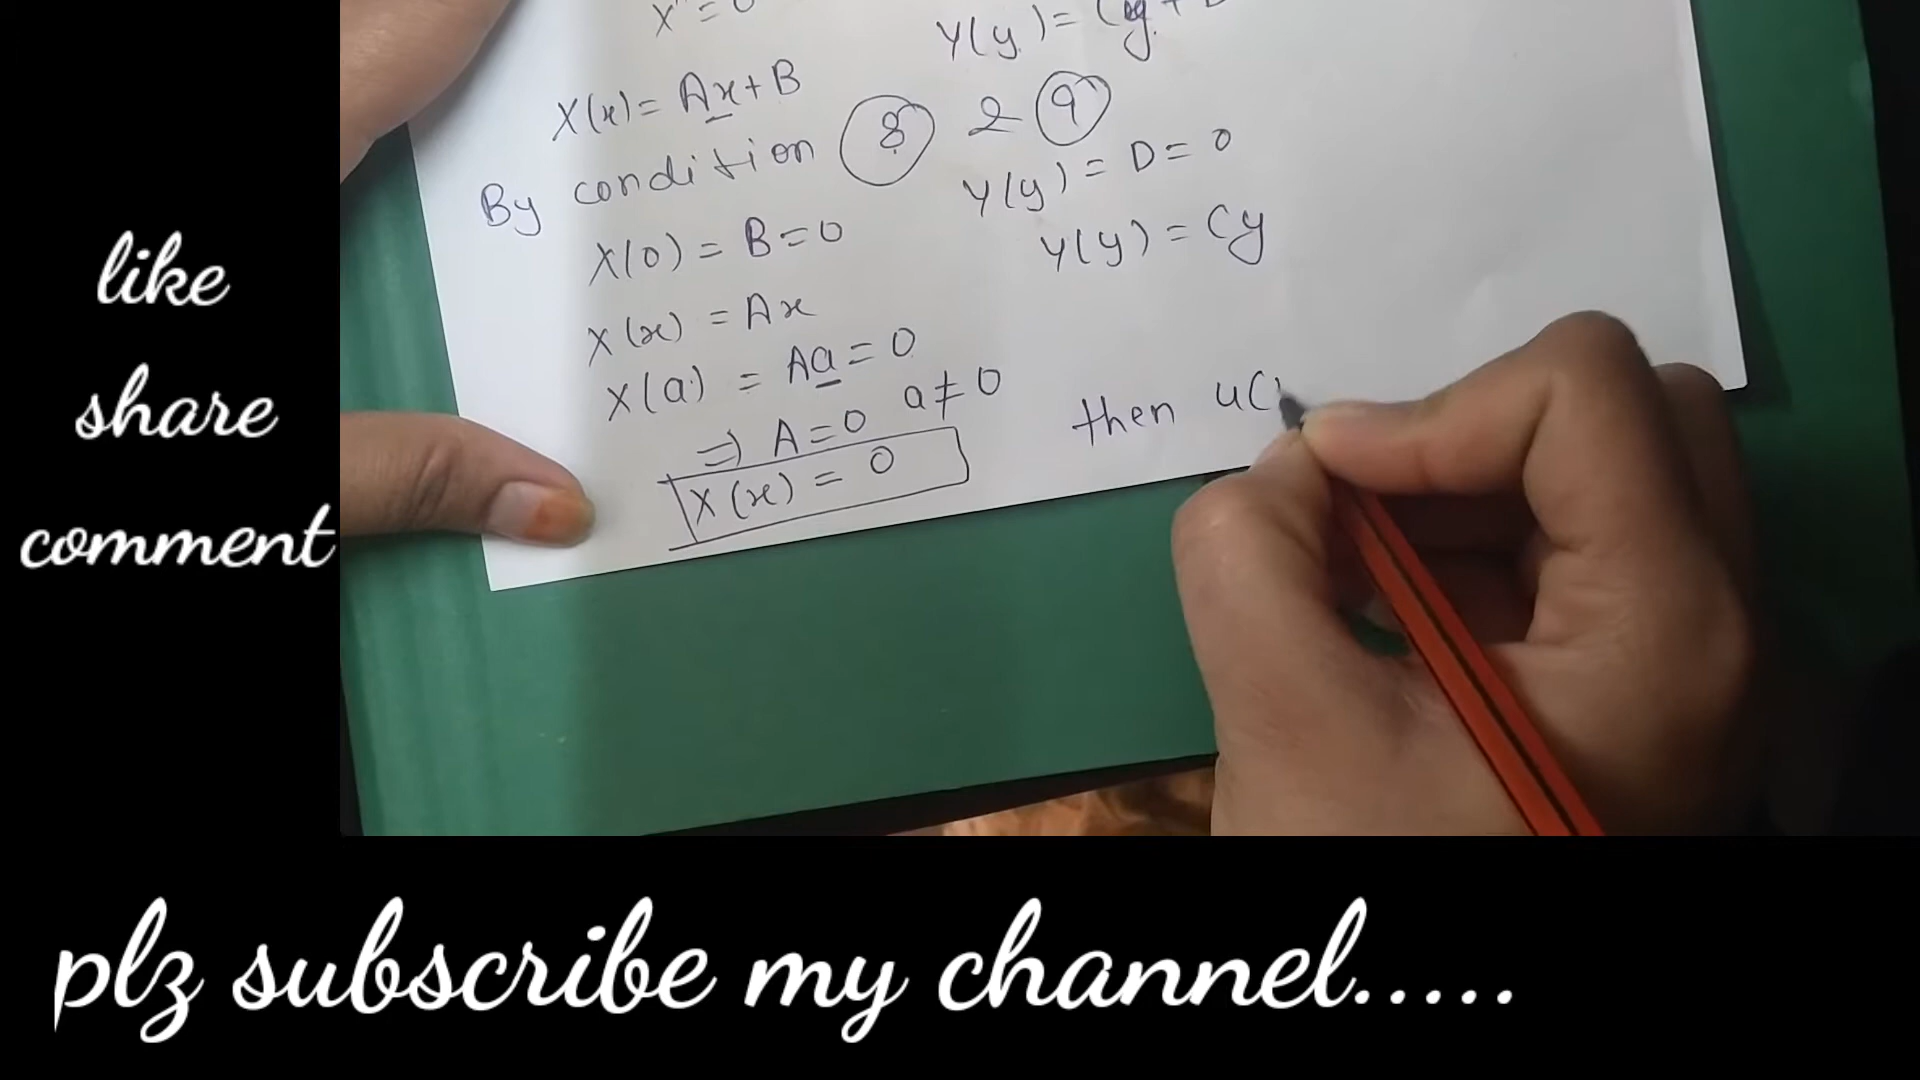 X" = 0
Y(y) = Cy + D
X(x) = Ax + B
By condition 8 & 9
X(0) = B = 0
Y(y) = D = 0
X(x) = Ax
Y(y) = Cy
X(a) = Aa = 0
⇒ A = 0 a ≠ 0
X(x) = 0
then u(
like
share
comment
plz subscribe my channel.....